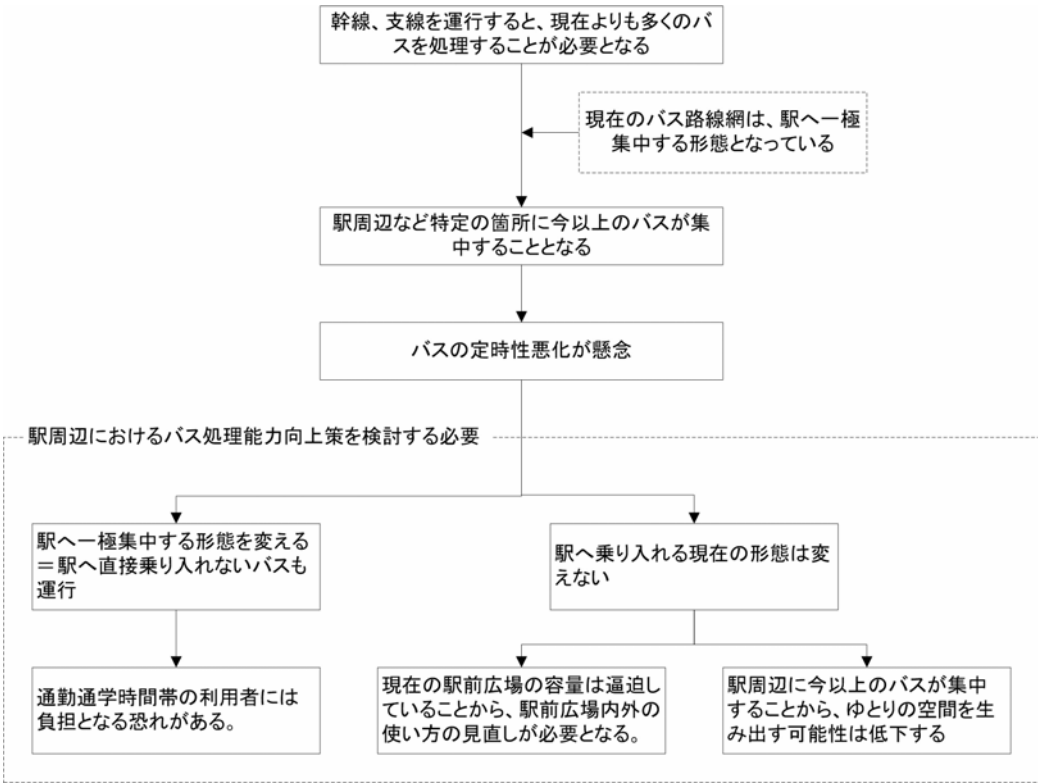 幹線、支線を運行すると、現在よりも多くのバ
スを処理することが必要となる
現在のバス路線網は、駅へ一極
集中する形態となっている
駅周辺など特定の箇所に今以上のバスが集
中することとなる
バスの定時性悪化が懸念
駅周辺におけるバス処理能力向上策を検討する必要
駅へ一極集中する形態を変える
＝駅へ直接乗り入れないバスも
運行
駅へ乗り入れる現在の形態は変
えない
通勤通学時間帯の利用者には
負担となる恐れがある。
現在の駅前広場の容量は逼迫し
ていることから、駅前広場内外の
使い方の見直しが必要となる。
駅周辺に今以上のバスが集中
することから、ゆとりの空間を生
み出す可能性は低下する